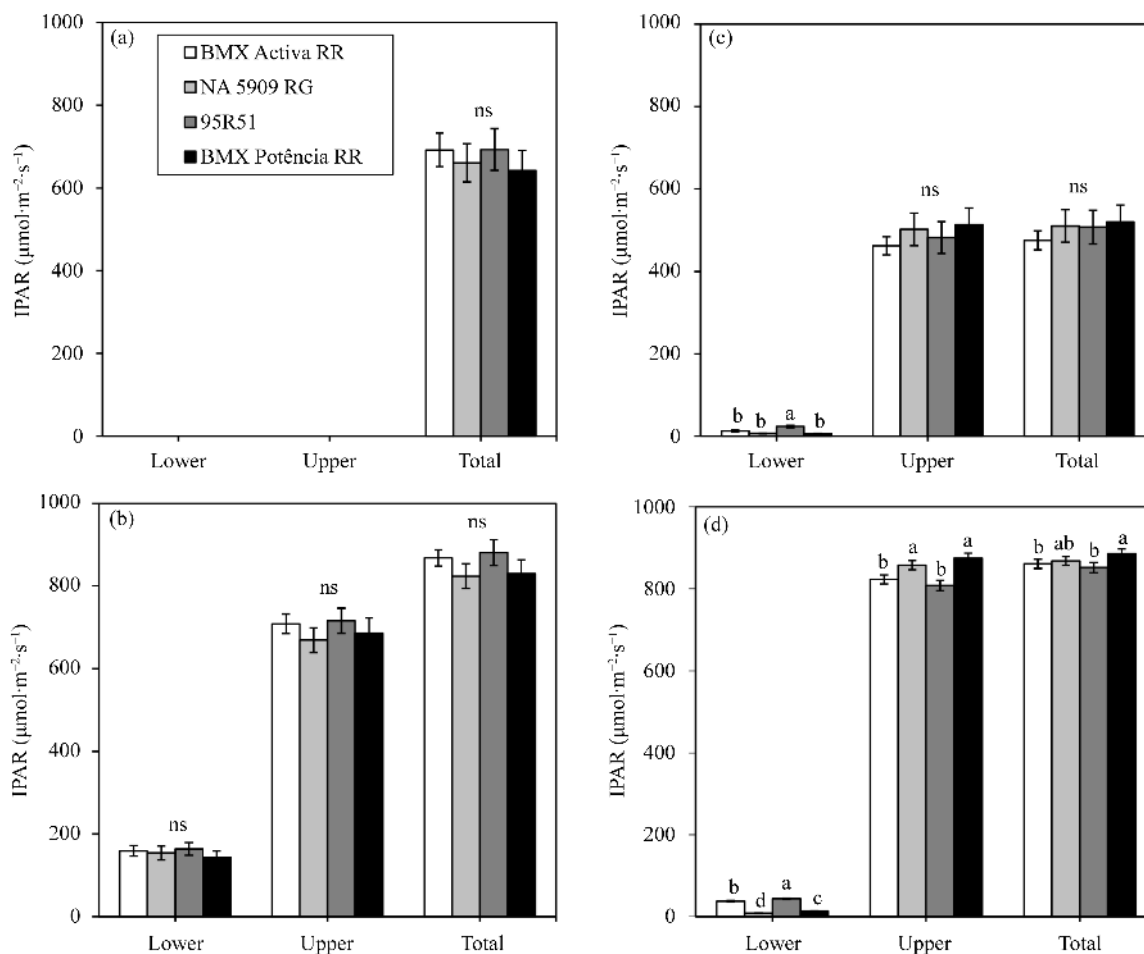 (a)
BMX Activa RR
NA 5909 RG
95R51
BMX Potência RR
ns
IPAR (µmol·m⁻²·s⁻¹)
1000
800
600
400
200
0
Lower Upper Total
(c)
ns ns
b b a b
IPAR (µmol·m⁻²·s⁻¹)
1000
800
600
400
200
0
Lower Upper Total
(b)
ns ns ns
IPAR (µmol·m⁻²·s⁻¹)
1000
800
600
400
200
0
Lower Upper Total
(d)
b d a c b a b a b ab b a
IPAR (µmol·m⁻²·s⁻¹)
1000
800
600
400
200
0
Lower Upper Total